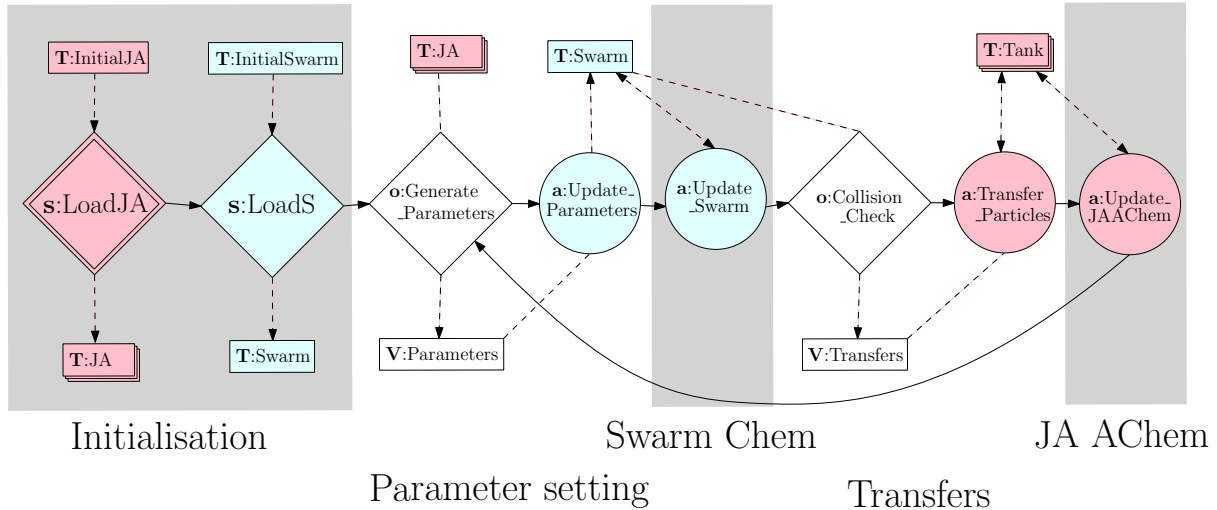 T:InitialJA
T:InitialSwarm
T:JA
T:Swarm
T:Tank
s:LoadJA
s:LoadS
o:Generate
_Parameters
a:Update_
Parameters
a:Update
_Swarm
o:Collision
_Check
a:Transfer
_Particles
a:Update_
JAAChem
T:JA
T:Swarm
V:Parameters
V:Transfers
Initialisation
Swarm Chem
JA AChem
Parameter setting
Transfers